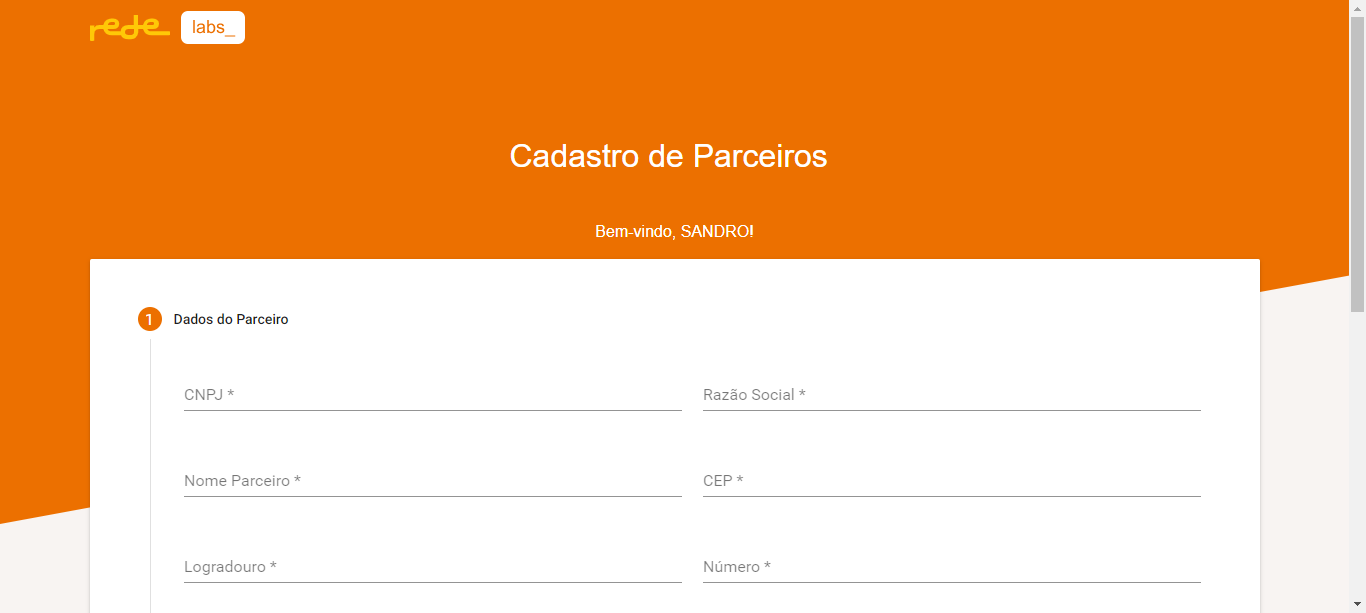 rede labs_
Cadastro de Parceiros
Bem-vindo, SANDRO!
1 Dados do Parceiro
CNPJ * Razão Social *
Nome Parceiro * CEP *
Logradouro * Número *